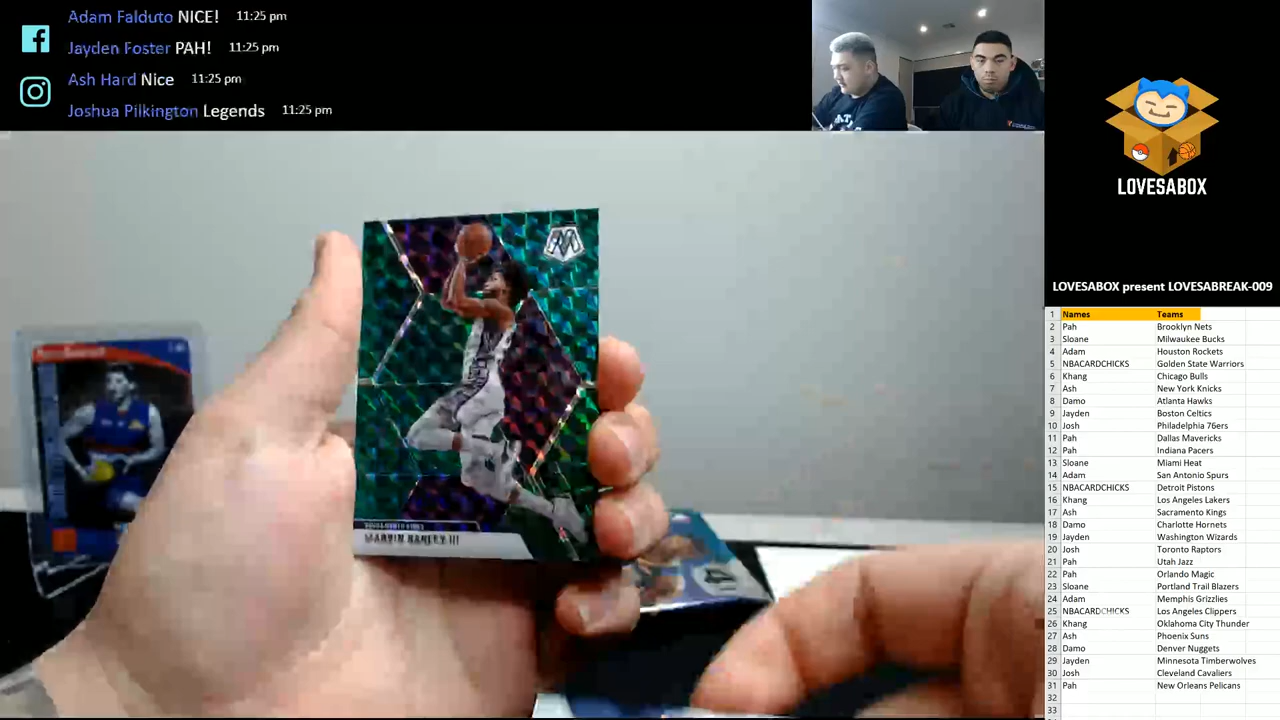 Adam Falduto NICE! 11:25 pm
Jayden Foster PAH! 11:25 pm
Ash Hard Nice 11:25 pm
Joshua Pilkington Legends 11:25 pm
LOVESABOX
LOVESABOX present LOVESABREAK-009
1 Names Teams
2 Pah Brooklyn Nets
3 Sloane Milwaukee Bucks
4 Adam Houston Rockets
5 NBACARDCHICKS Golden State Warriors
6 Khang Chicago Bulls
7 Ash New York Knicks
8 Damo Atlanta Hawks
9 Jayden Boston Celtics
10 Josh Philadelphia 76ers
11 Pah Dallas Mavericks
12 Pah Indiana Pacers
13 Sloane Miami Heat
14 Adam San Antonio Spurs
15 NBACARDCHICKS Detroit Pistons
16 Khang Los Angeles Lakers
17 Ash Sacramento Kings
18 Damo Charlotte Hornets
19 Jayden Washington Wizards
20 Josh Toronto Raptors
21 Pah Utah Jazz
22 Pah Orlando Magic
23 Sloane Portland Trail Blazers
24 Adam Memphis Grizzlies
25 NBACARDCHICKS Los Angeles Clippers
26 Khang Oklahoma City Thunder
27 Ash Phoenix Suns
28 Damo Denver Nuggets
29 Jayden Minnesota Timberwolves
30 Josh Cleveland Cavaliers
31 Pah New Orleans Pelicans
32
33
M
SACRAMENTO KINGS
MARVIN BAGLEY III